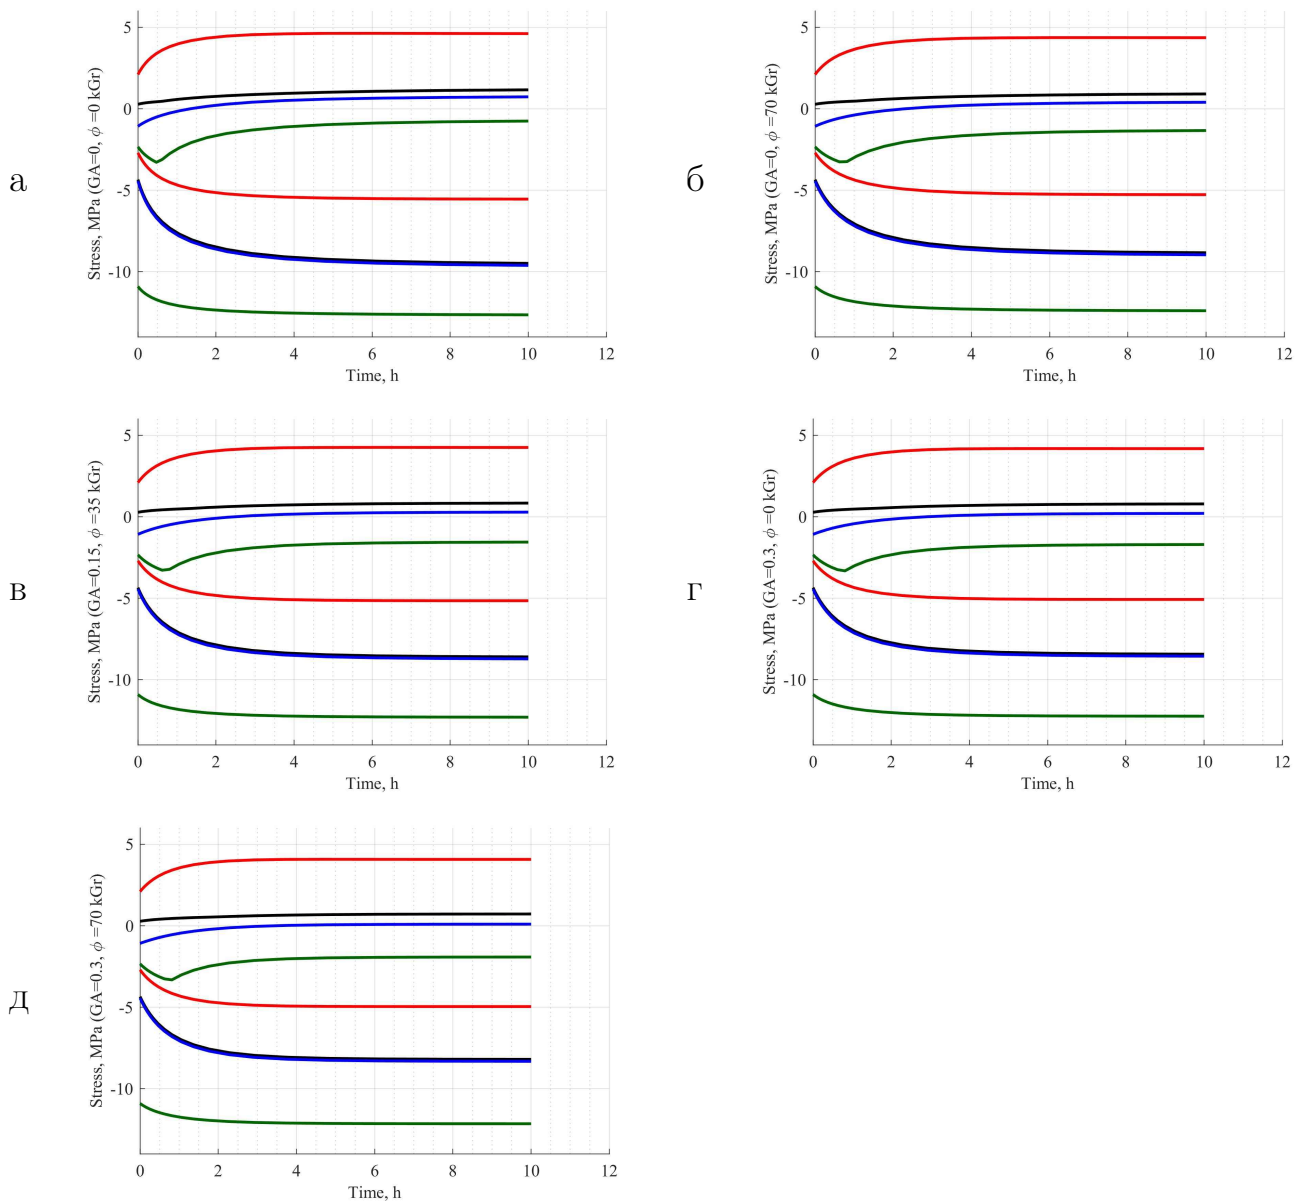 а
Stress, MPa (GA=0, ϕ =0 kGr)
5
0
-5
-10
0 2 4 6 8 10 12
Time, h
б
Stress, MPa (GA=0, ϕ =70 kGr)
5
0
-5
-10
0 2 4 6 8 10 12
Time, h
в
Stress, MPa (GA=0.15, ϕ =35 kGr)
5
0
-5
-10
0 2 4 6 8 10 12
Time, h
г
Stress, MPa (GA=0.3, ϕ =0 kGr)
5
0
-5
-10
0 2 4 6 8 10 12
Time, h
д
Stress, MPa (GA=0.3, ϕ =70 kGr)
5
0
-5
-10
0 2 4 6 8 10 12
Time, h